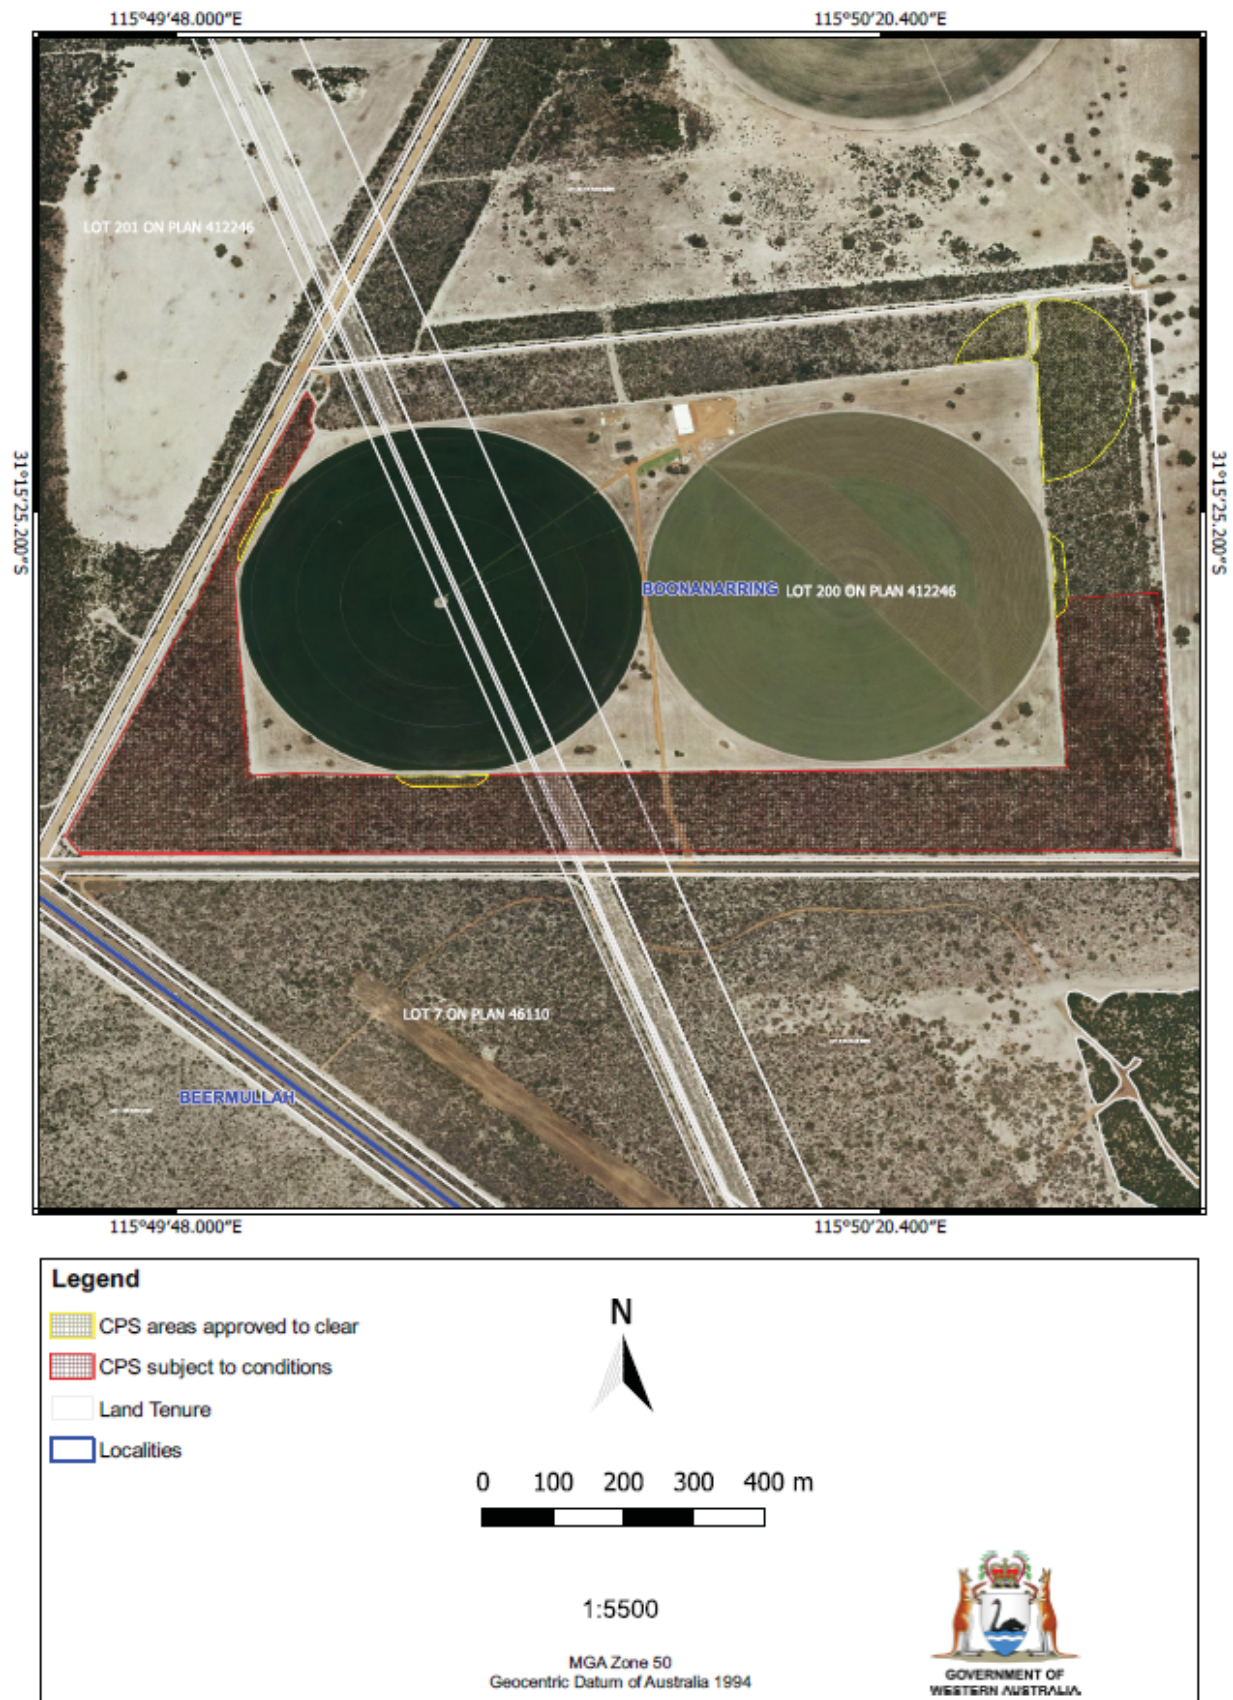 115°49'48.000"E 115°50'20.400"E
LOT 201 ON PLAN 412246
31°15'25.200"S 31°15'25.200"S
BOONANARRING LOT 200 ON PLAN 412246
LOT 7 ON PLAN 46110
BEERMULLAH
115°49'48.000"E 115°50'20.400"E
Legend
CPS areas approved to clear
CPS subject to conditions
Land Tenure
Localities
N
0 100 200 300 400 m
1:5500
MGA Zone 50
Geocentric Datum of Australia 1994
GOVERNMENT OF
WESTERN AUSTRALIA